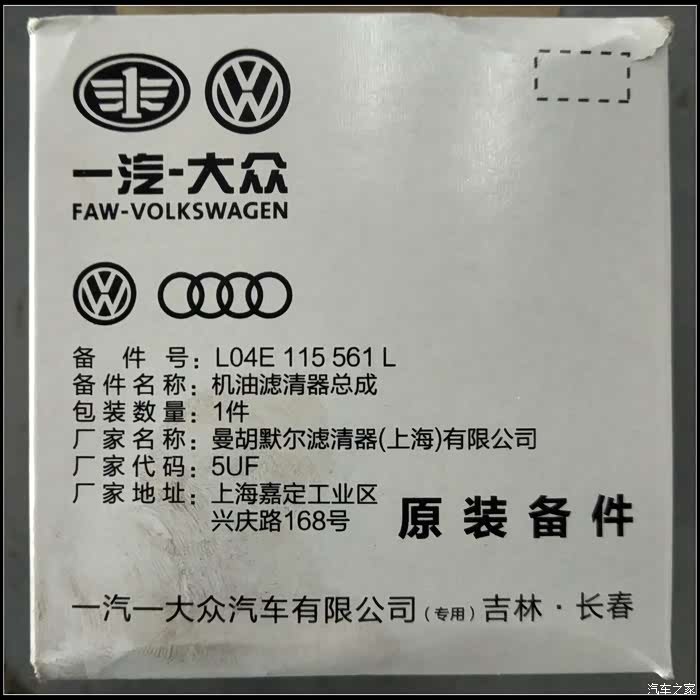 一汽-大众
FAW-VOLKSWAGEN
备件号：L04E 115 561 L
备件名称：机油滤清器总成
包装数量：1件
厂家名称：曼胡默尔滤清器(上海)有限公司
厂家代码：5UF
厂家地址：上海嘉定工业区
兴庆路168号
原装备件
一汽一大众汽车有限公司（专用）吉林·长春
汽车之家